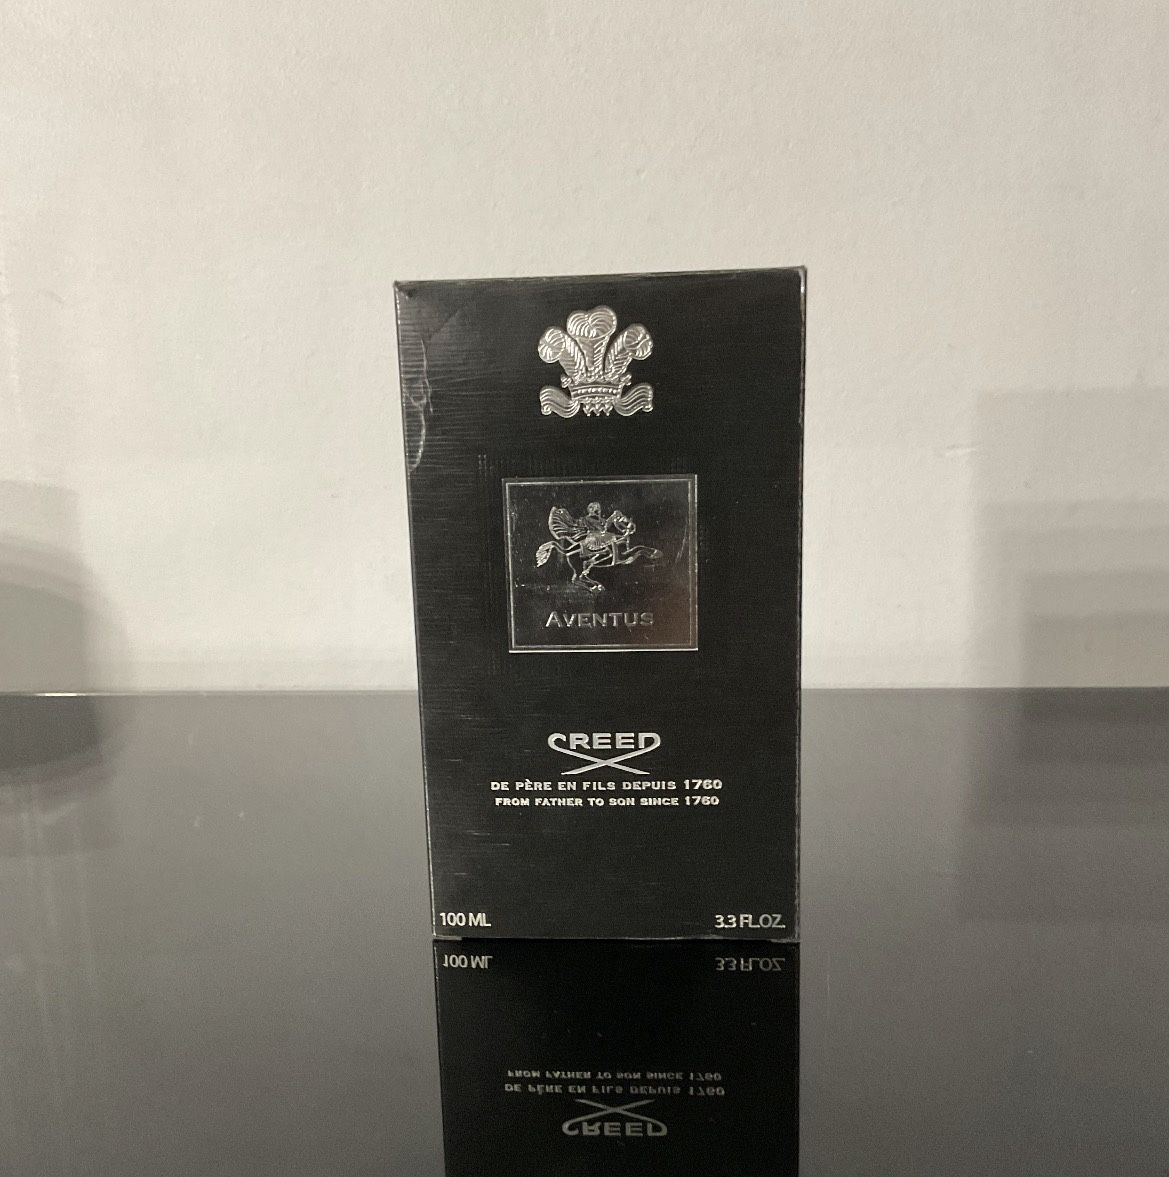 AVENTUS
CREED
DE PÈRE EN FILS DEPUIS 1760
FROM FATHER TO SON SINCE 1760
100 ML 3.3 FL.OZ.